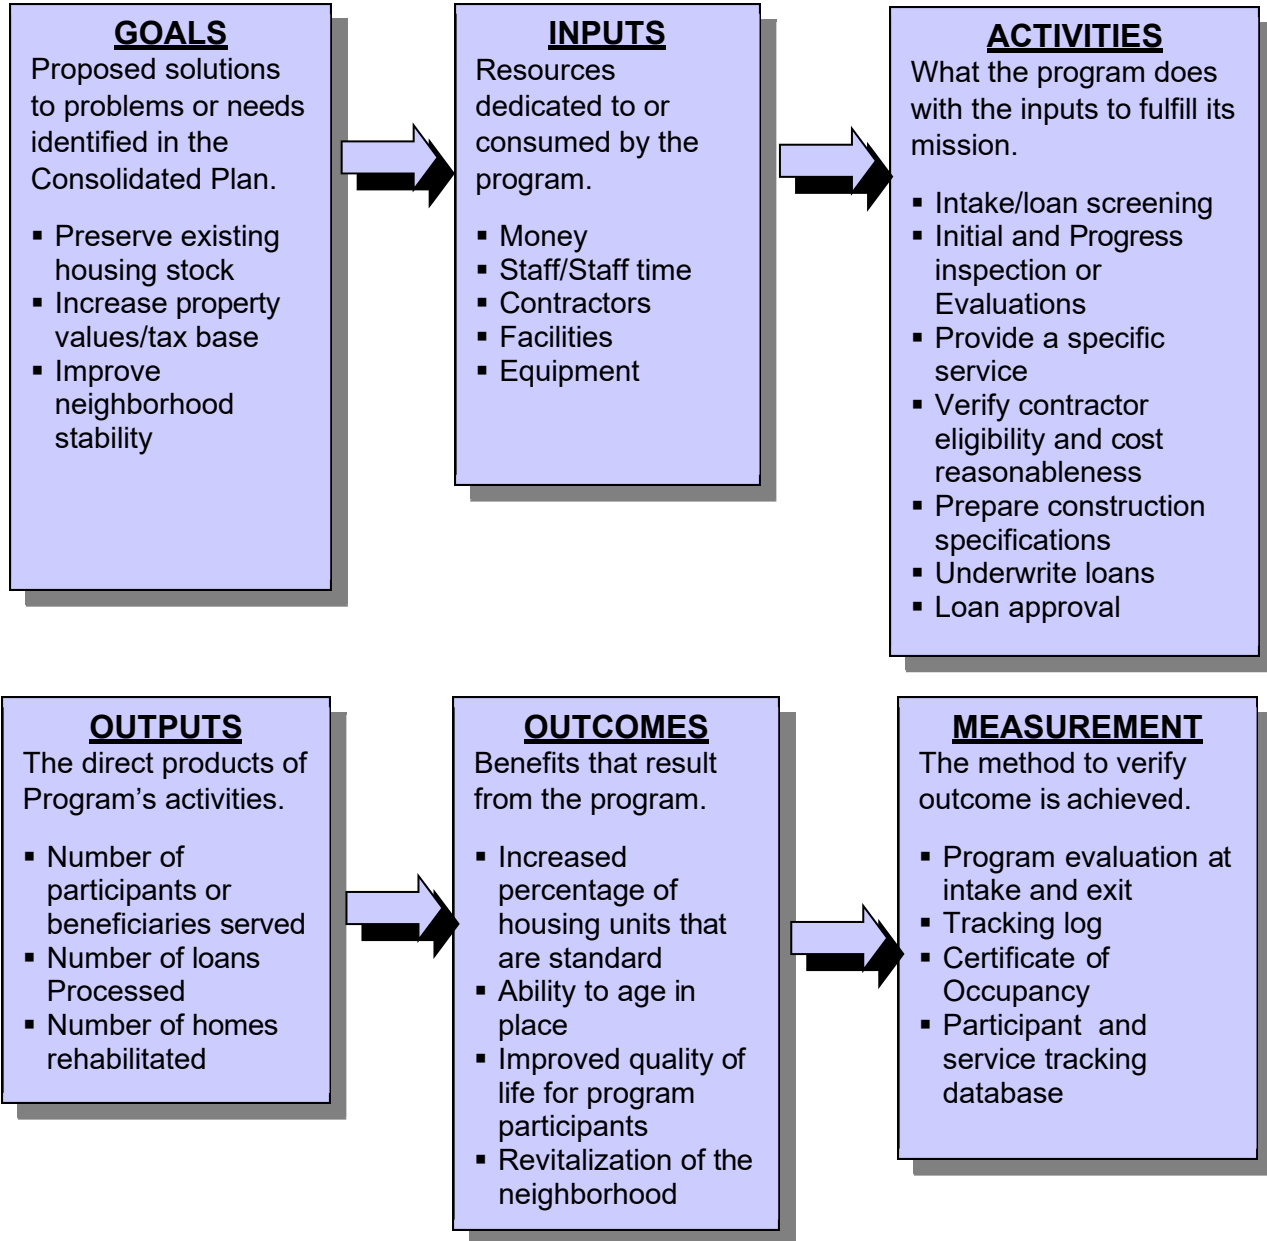 GOALS
Proposed solutions
to problems or needs
identified in the
Consolidated Plan.
▪ Preserve existing
housing stock
▪ Increase property
values/tax base
▪ Improve
neighborhood
stability
INPUTS
Resources
dedicated to or
consumed by the
program.
▪ Money
▪ Staff/Staff time
▪ Contractors
▪ Facilities
▪ Equipment
ACTIVITIES
What the program does
with the inputs to fulfill its
mission.
▪ Intake/loan screening
▪ Initial and Progress
inspection or
Evaluations
▪ Provide a specific
service
▪ Verify contractor
eligibility and cost
reasonableness
▪ Prepare construction
specifications
▪ Underwrite loans
▪ Loan approval
OUTPUTS
The direct products of
Program’s activities.
▪ Number of
participants or
beneficiaries served
▪ Number of loans
Processed
▪ Number of homes
rehabilitated
OUTCOMES
Benefits that result
from the program.
▪ Increased
percentage of
housing units that
are standard
▪ Ability to age in
place
▪ Improved quality of
life for program
participants
▪ Revitalization of the
neighborhood
MEASUREMENT
The method to verify
outcome is achieved.
▪ Program evaluation at
intake and exit
▪ Tracking log
▪ Certificate of
Occupancy
▪ Participant and
service tracking
database